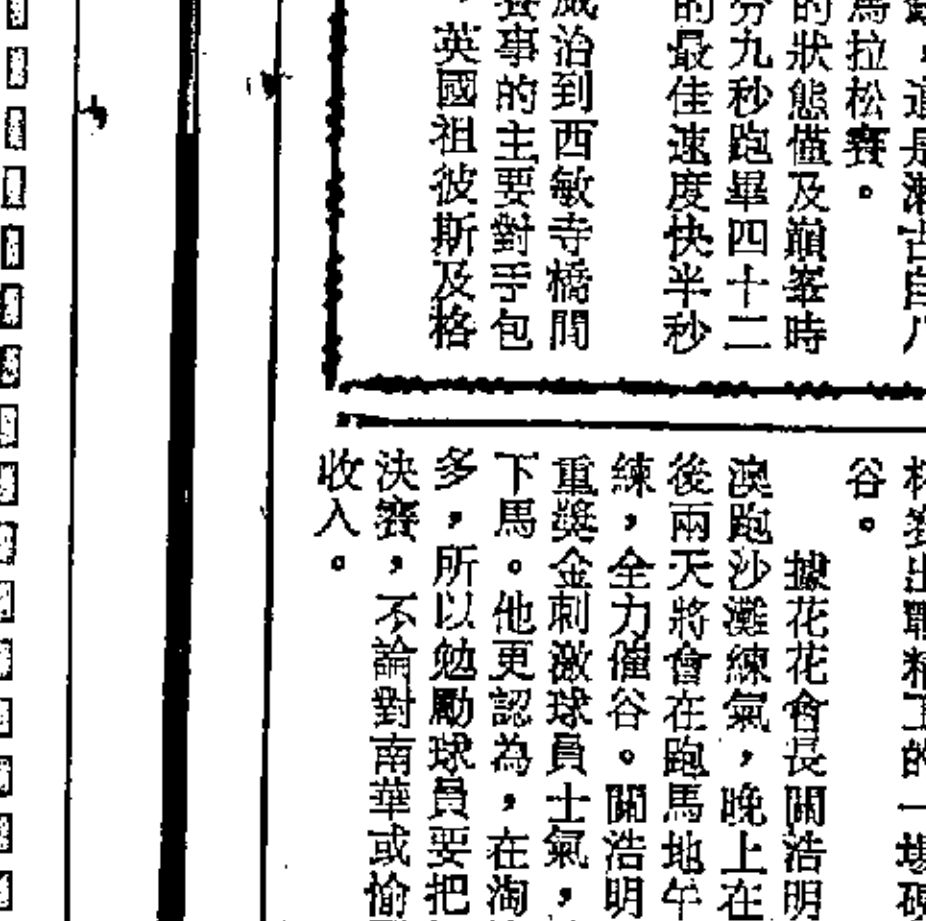 馬拉松賽。
的狀態僅及巔峯時
分九秒跑畢四十二
的最佳速度快半秒
威治到西敏寺橋間
賽事的主要對手包
，英國祖彼斯及格
谷。
據花花會長關浩明
澳跑沙灘練氣，晚上在
後兩天將會在跑馬地午
練，全力催谷。關浩明
重獎金刺激球員士氣，
下馬。他更認為，在淘
多，所以勉勵球員要把
決賽，不論對南華或愉
收入。